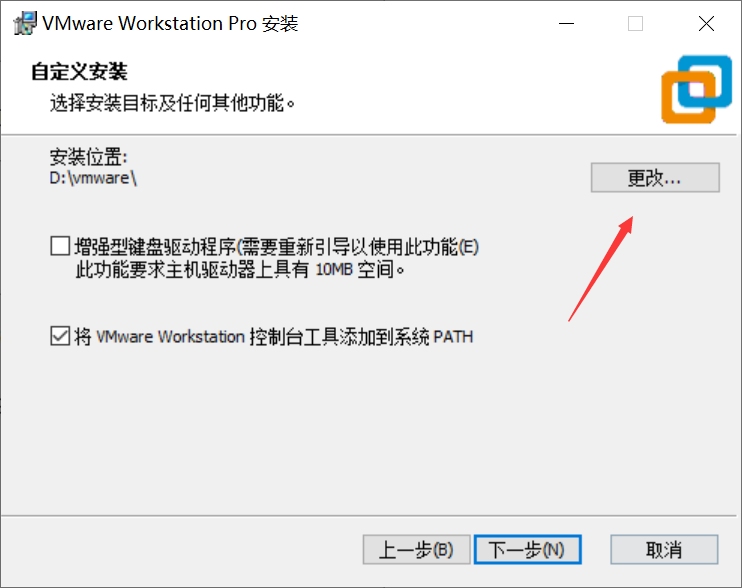 VMware Workstation Pro 安装
自定义安装
选择安装目标及任何其他功能。
安装位置:
D:\vmware\
更改...
增强型键盘驱动程序(需要重新引导以使用此功能(E)
此功能要求主机驱动器上具有 10MB 空间。
将 VMware Workstation 控制台工具添加到系统 PATH
上一步(B)
下一步(N)
取消